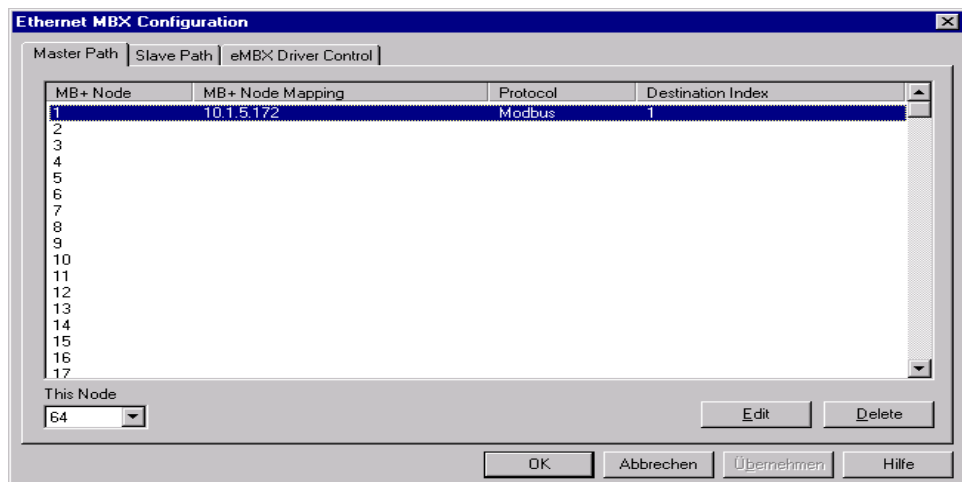 Ethernet MBX Configuration
Master Path Slave Path eMBX Driver Control
MB+ Node MB+ Node Mapping Protocol Destination Index
1 10.1.5.172 Modbus 1
2
3
4
5
6
7
8
9
10
11
12
13
14
15
16
17
This Node
64 Edit Delete
OK Abbrechen Übernehmen Hilfe